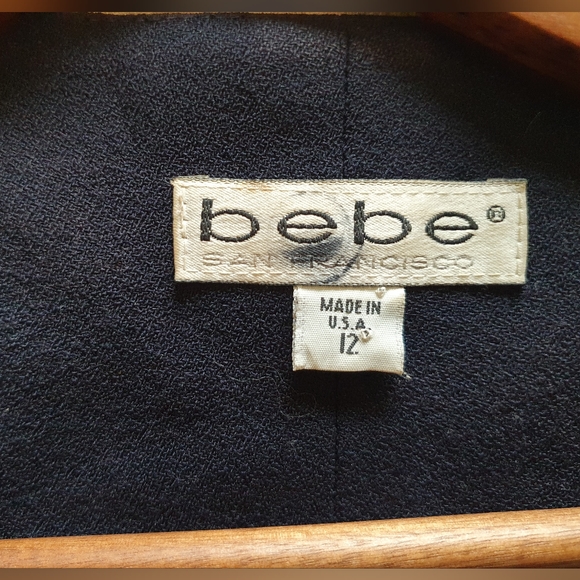 bebe®
SAN FRANCISCO
MADE IN
U.S.A.
12